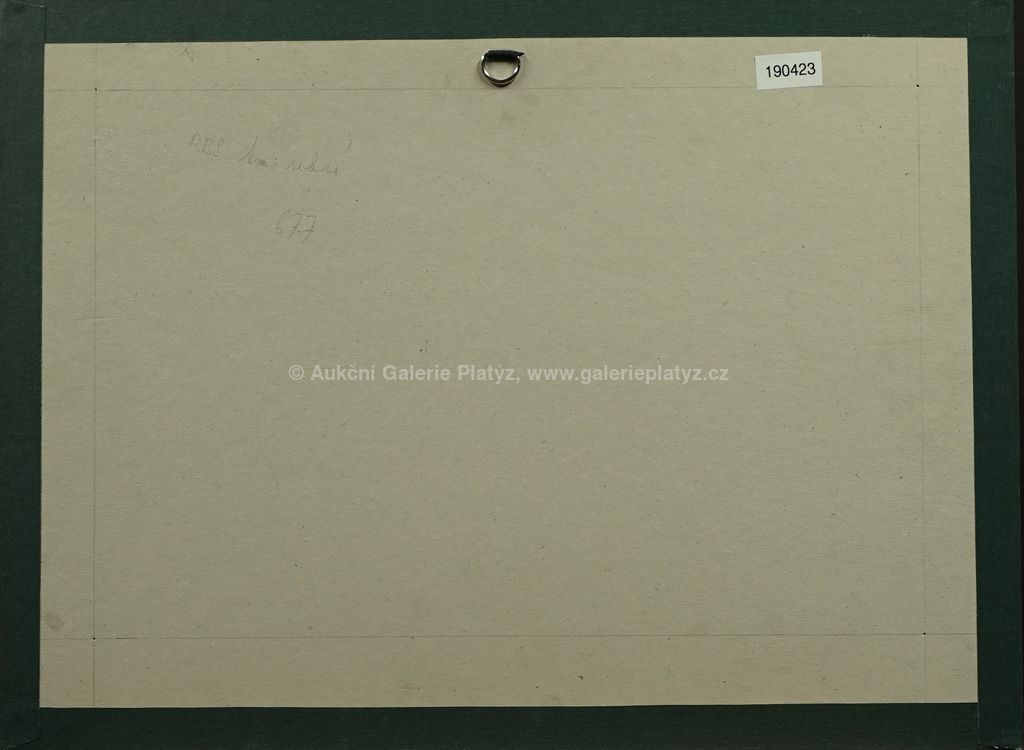 190423
RBS
677
© Aukční Galerie Platýz, www.galerieplatyz.cz